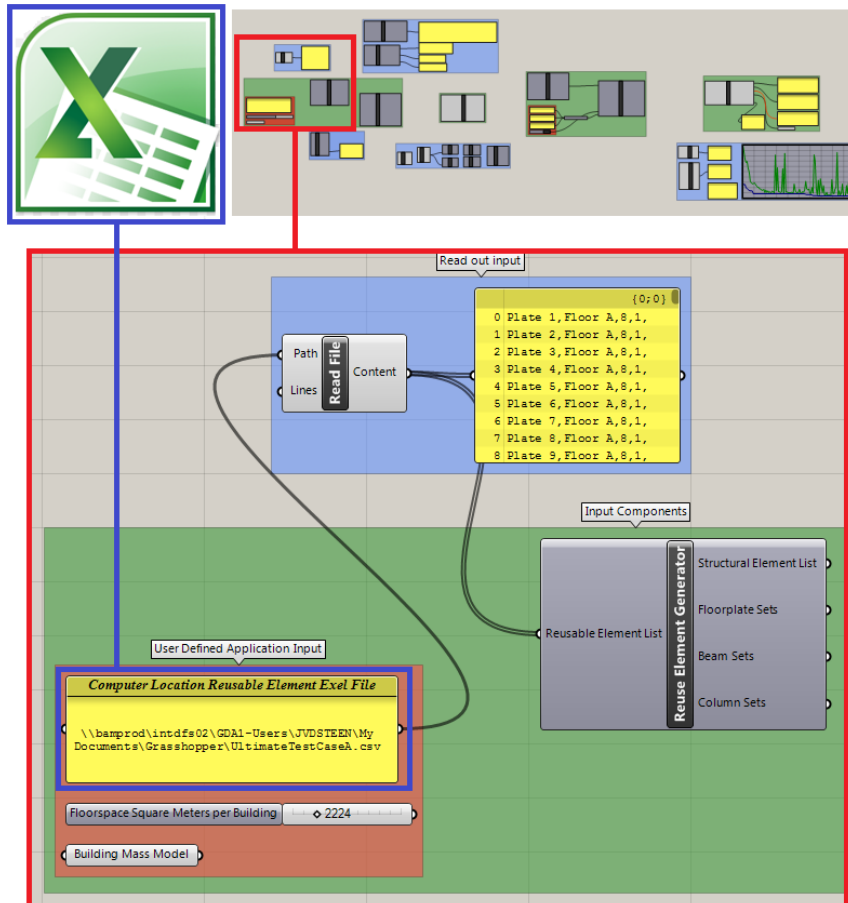 Read out input
{0;0}
0 Plate 1,Floor A,8,1,
1 Plate 2,Floor A,8,1,
2 Plate 3,Floor A,8,1,
3 Plate 4,Floor A,8,1,
4 Plate 5,Floor A,8,1,
5 Plate 6,Floor A,8,1,
6 Plate 7,Floor A,8,1,
7 Plate 8,Floor A,8,1,
8 Plate 9,Floor A,8,1,
Path
Lines
Read File
Content
Input Components
Reusable Element List
Reuse Element Generator
Structural Element List
Floorplate Sets
Beam Sets
Column Sets
User Defined Application Input
Computer Location Reusable Element Exel File
\\bamprod\intdfs02\GDA1-Users\JVDSTEEN\My
Documents\Grasshopper\UltimateTestCaseA.csv
Floorspace Square Meters per Building
2224
Building Mass Model